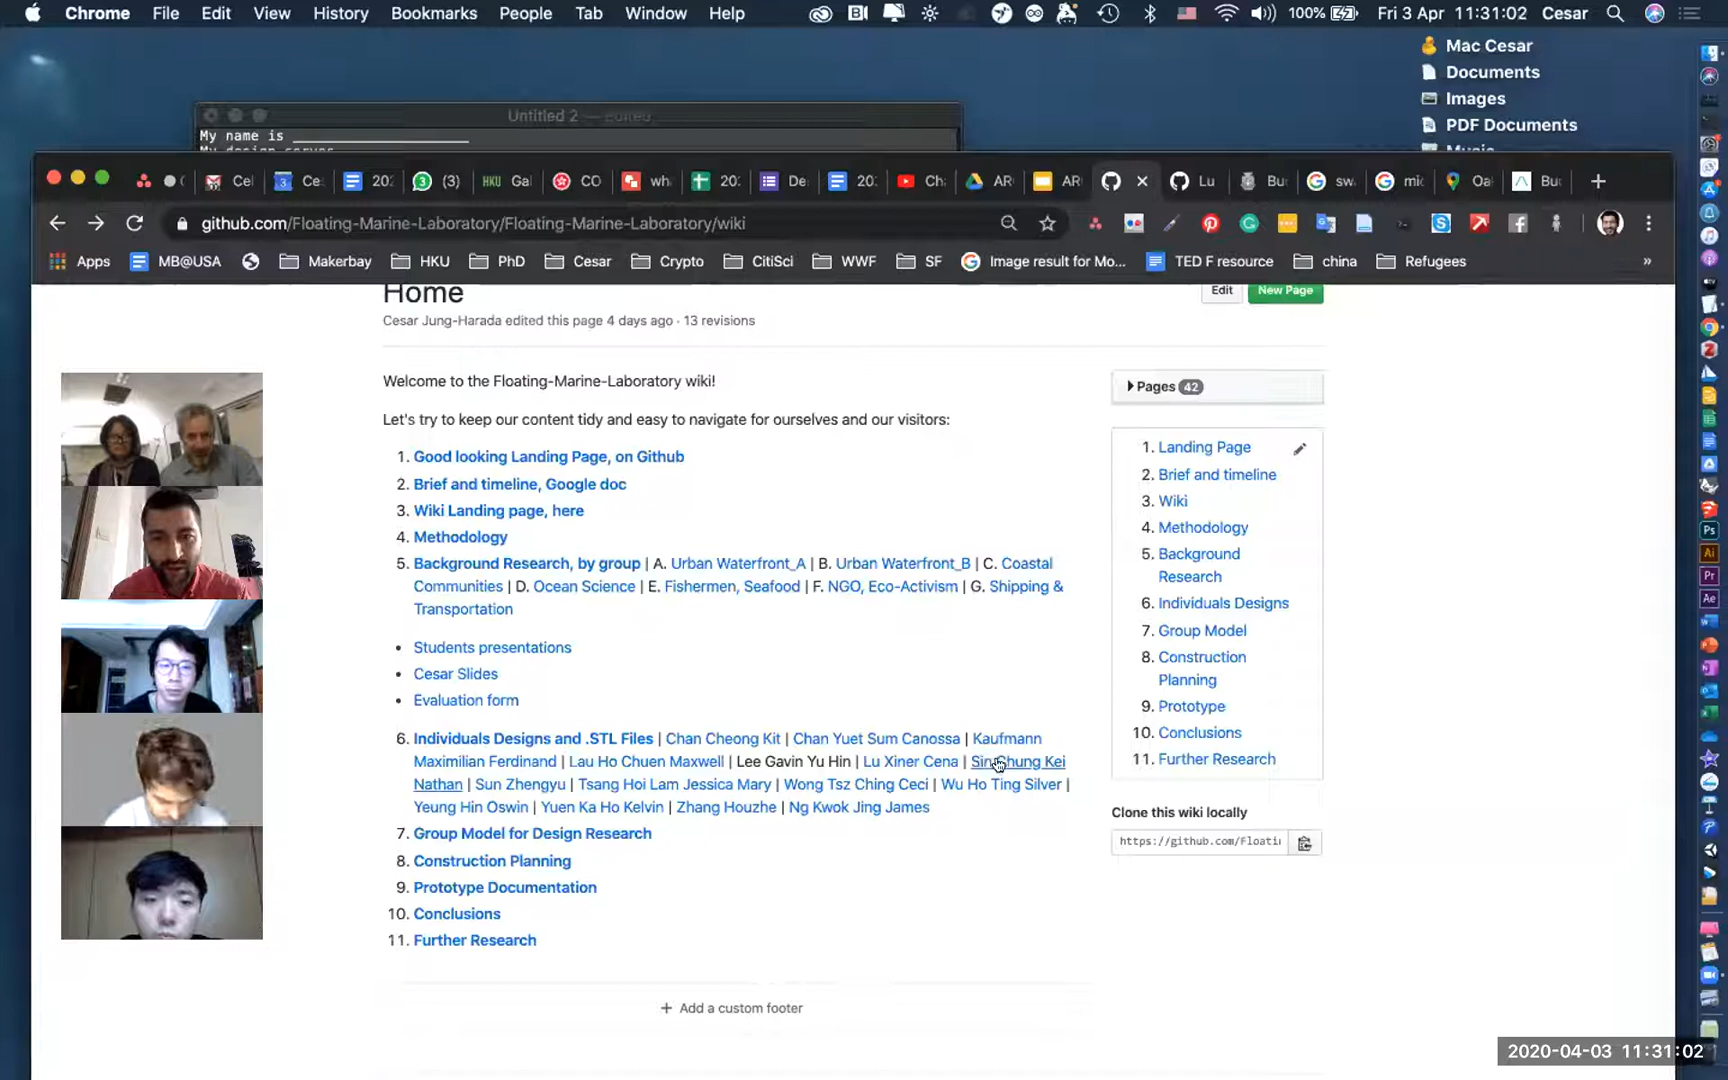 Chrome File Edit View History Bookmarks People Tab Window Help 100% Fri 3 Apr 11:31:02 Cesar
Mac Cesar
Documents
Images
PDF Documents
Untitled 2 — Edited
My name is
(3) HKU
github.com/Floating-Marine-Laboratory/Floating-Marine-Laboratory/wiki
Apps MB@USA Makerbay HKU PhD Cesar Crypto CitiSci WWF SF Image result for Mo... TED F resource china Refugees »
Home
Edit New Page
Cesar Jung-Harada edited this page 4 days ago · 13 revisions
Welcome to the Floating-Marine-Laboratory wiki!
Let's try to keep our content tidy and easy to navigate for ourselves and our visitors:
1. Good looking Landing Page, on Github
2. Brief and timeline, Google doc
3. Wiki Landing page, here
4. Methodology
5. Background Research, by group | A. Urban Waterfront_A | B. Urban Waterfront_B | C. Coastal
Communities | D. Ocean Science | E. Fishermen, Seafood | F. NGO, Eco-Activism | G. Shipping &
Transportation
• Students presentations
• Cesar Slides
• Evaluation form
6. Individuals Designs and .STL Files | Chan Cheong Kit | Chan Yuet Sum Canossa | Kaufmann
Maximilian Ferdinand | Lau Ho Chuen Maxwell | Lee Gavin Yu Hin | Lu Xiner Cena | Sin Chung Kei
Nathan | Sun Zhengyu | Tsang Hoi Lam Jessica Mary | Wong Tsz Ching Ceci | Wu Ho Ting Silver |
Yeung Hin Oswin | Yuen Ka Ho Kelvin | Zhang Houzhe | Ng Kwok Jing James
7. Group Model for Design Research
8. Construction Planning
9. Prototype Documentation
10. Conclusions
11. Further Research
+ Add a custom footer
Pages 42
1. Landing Page
2. Brief and timeline
3. Wiki
4. Methodology
5. Background
Research
6. Individuals Designs
7. Group Model
8. Construction
Planning
9. Prototype
10. Conclusions
11. Further Research
Clone this wiki locally
https://github.com/Floatin
2020-04-03 11:31:02